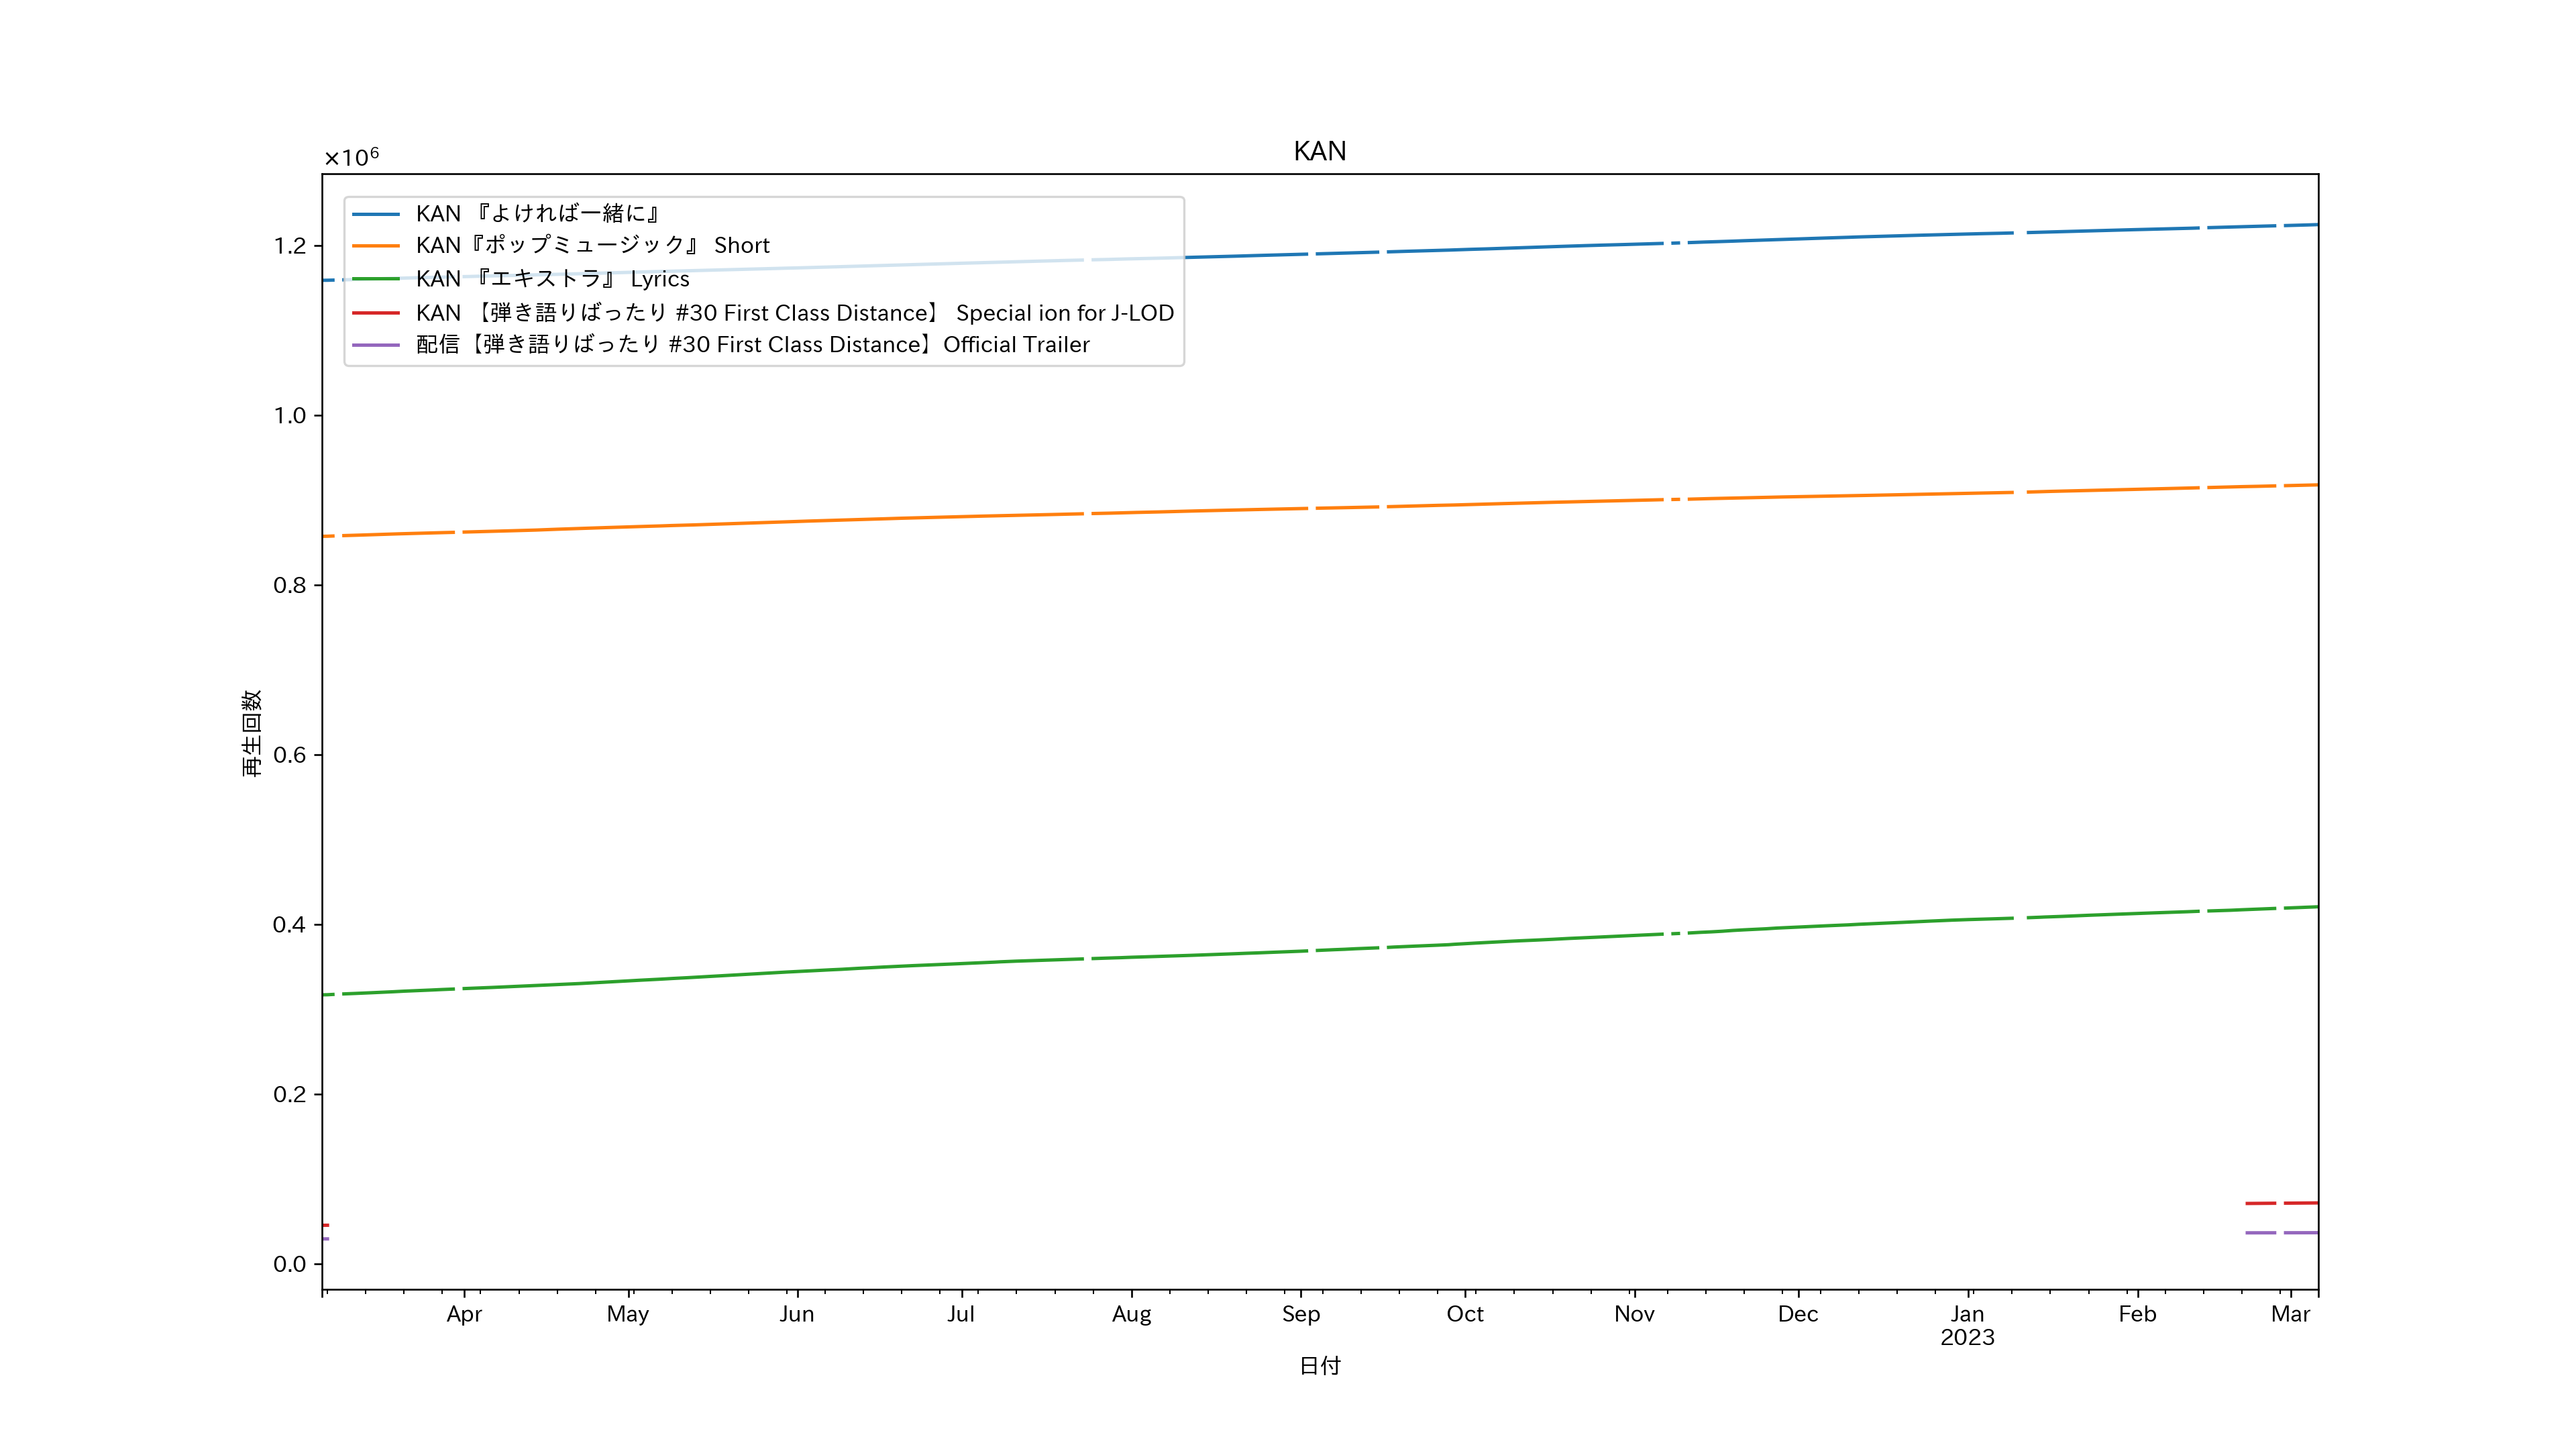 KAN
×10⁶
KAN 『よければ一緒に』
KAN『ポップミュージック』 Short
KAN 『エキストラ』 Lyrics
KAN 【弾き語りばったり #30 First Class Distance】 Special ion for J-LOD
配信【弾き語りばったり #30 First Class Distance】Official Trailer
1.2
1.0
0.8
0.6
0.4
0.2
0.0
再生回数
Apr May Jun Jul Aug Sep Oct Nov Dec Jan Feb Mar
2023
日付